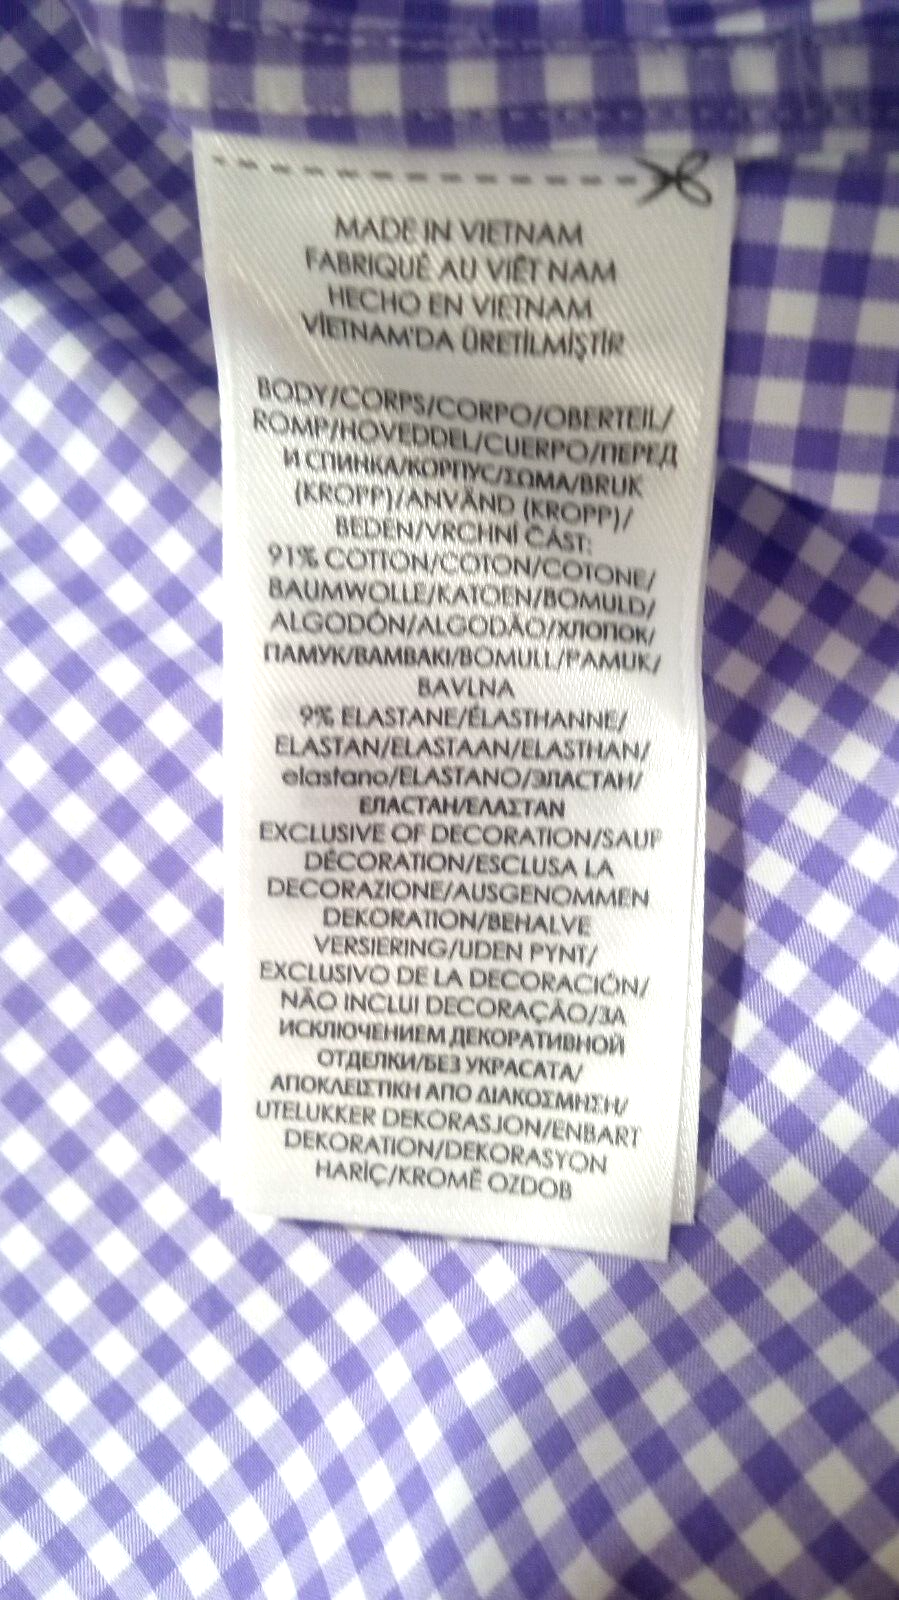 MADE IN VIETNAM
FABRIQUÉ AU VIÊT NAM
HECHO EN VIETNAM
VİETNAM'DA ÜRETİLMİŞTİR
BODY/CORPS/CORPO/OBERTEIL/
ROMP/HOVEDDEL/CUERPO/ПЕРЕД
И СПИНКА/КОРПУС/ΣΩΜΑ/BRUK
(KROPP)/ANVÄND (KROPP)/
BEDEN/VRCHNÍ ČÁST:
91% COTTON/COTON/COTONE/
BAUMWOLLE/KATOEN/BOMULD/
ALGODÓN/ALGODÃO/ХЛОПОК/
ПАМУК/ΒΑΜΒΑΚΙ/BOMULL/PAMUK/
BAVLNA
9% ELASTANE/ÉLASTHANNE/
ELASTAN/ELASTAAN/ELASTHAN/
elastano/ELASTANO/ЭЛАСТАН/
ЕЛАСТАН/ΕΛΑΣΤΑΝ
EXCLUSIVE OF DECORATION/SAUF
DÉCORATION/ESCLUSA LA
DECORAZIONE/AUSGENOMMEN
DEKORATION/BEHALVE
VERSIERING/UDEN PYNT/
EXCLUSIVO DE LA DECORACIÓN/
NÃO INCLUI DECORAÇÃO/ЗА
ИСКЛЮЧЕНИЕМ ДЕКОРАТИВНОЙ
ОТДЕЛКИ/БЕЗ УКРАСАТА/
ΑΠΟΚΛΕΙΣΤΙΚΗ ΑΠΟ ΔΙΑΚΟΣΜΗΣΗ/
UTELUKKER DEKORASJON/ENBART
DEKORATION/DEKORASYON
HARİÇ/KROMĚ OZDOB